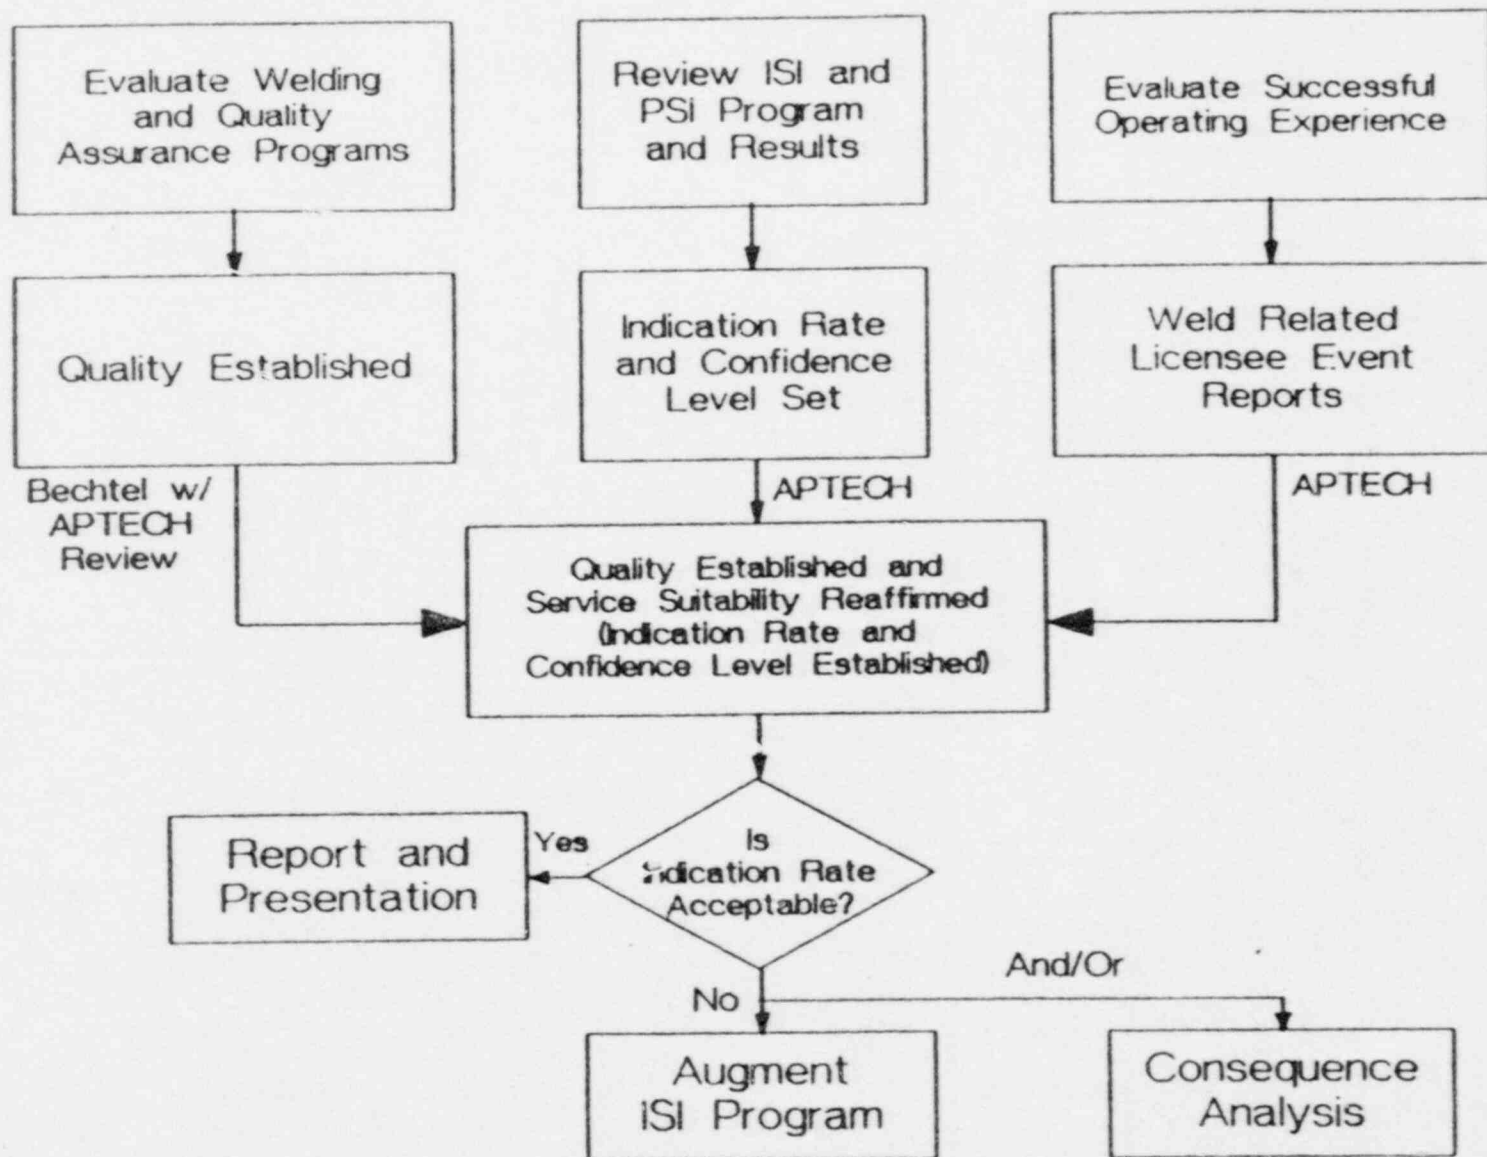 Evaluate Welding
and Quality
Assurance Programs
Review ISI and
PSI Program
and Results
Evaluate Successful
Operating Experience
Quality Established
Indication Rate
and Confidence
Level Set
Weld Related
Licensee Event
Reports
Bechtel w/
APTECH
Review
APTECH
APTECH
Quality Established and
Service Suitability Reaffirmed
(Indication Rate and
Confidence Level Established)
Report and
Presentation
Yes
Is
Indication Rate
Acceptable?
No
And/Or
Augment
ISI Program
Consequence
Analysis